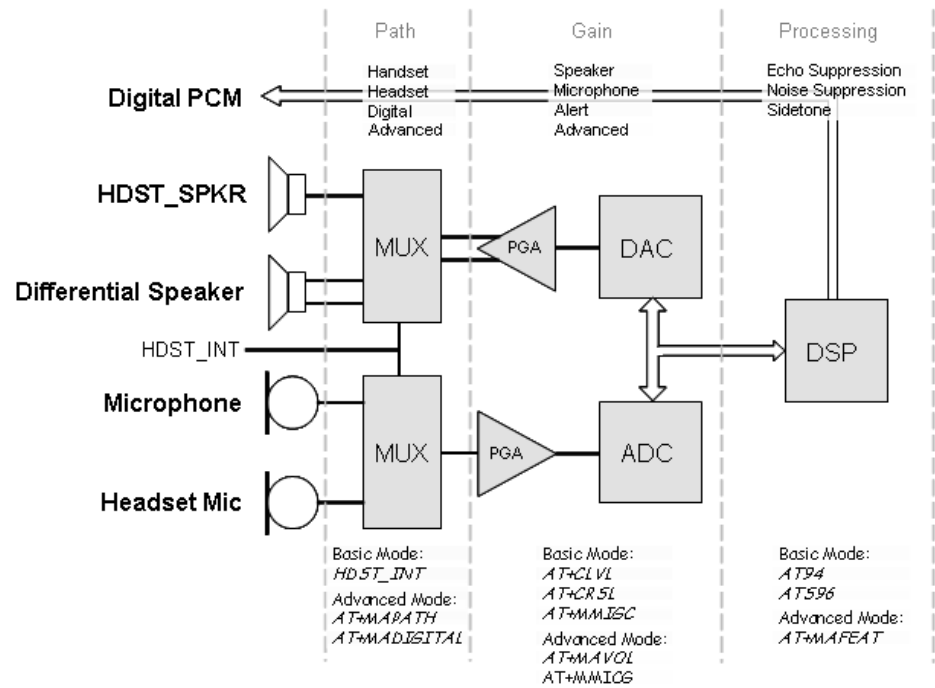 Path
Gain
Processing
Handset
Headset
Digital
Advanced
Speaker
Microphone
Alert
Advanced
Echo Suppression
Noise Suppression
Sidetone
Digital PCM
HDST_SPKR
MUX
PGA
DAC
Differential Speaker
HDST_INT
DSP
Microphone
MUX
PGA
ADC
Headset Mic
Basic Mode:
HDST_INT
Advanced Mode:
AT+MAPATH
AT+MADIGITAL
Basic Mode:
AT+CLVL
AT+CRSL
AT+MMIGC
Advanced Mode:
AT+MAVOL
AT+MMICG
Basic Mode:
AT94
ATS96
Advanced Mode:
AT+MAFEAT